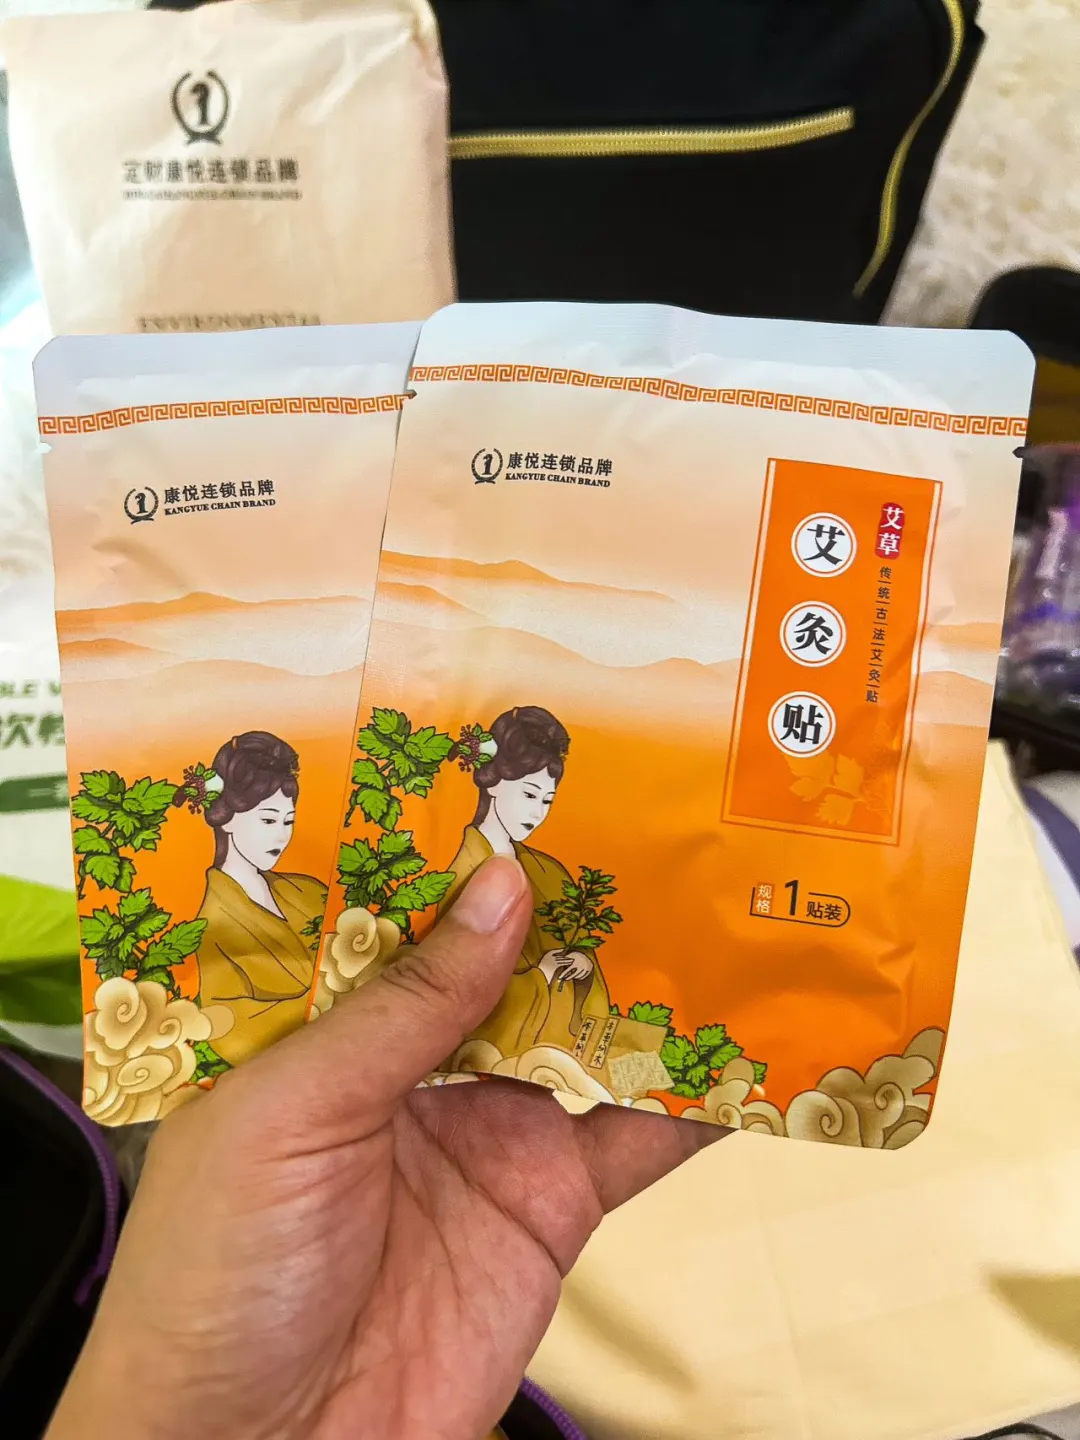 定财康悦连锁品牌
ENVIRONMENTAL
康悦连锁品牌
KANGYUE CHAIN BRAND
康悦连锁品牌
KANGYUE CHAIN BRAND
艾灸贴
艾草
传统古法艾灸贴
规格
1贴装